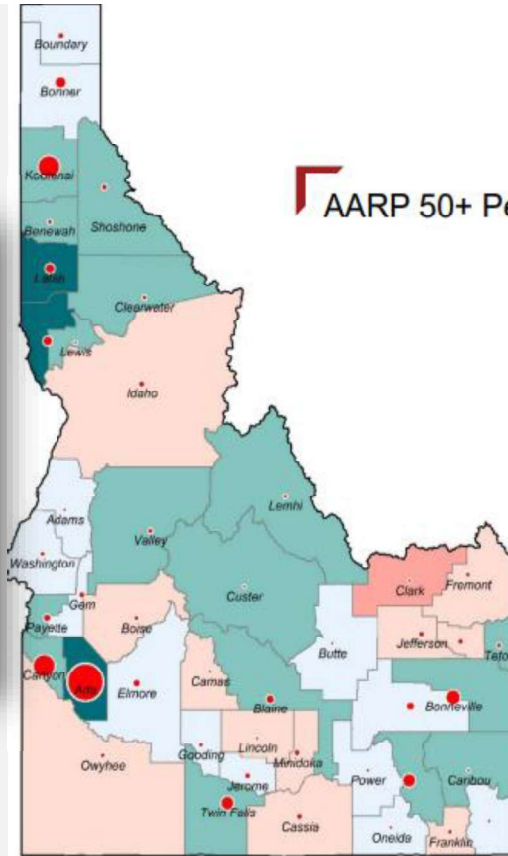 Boundary
Bonner
Kootenai
AARP 50+ Pe
Benewah
Shoshone
Latah
Clearwater
Lewis
Idaho
Lemhi
Adams
Valley
Washington
Clark
Fremont
Custer
Gem
Payette
Boise
Butte
Jefferson
Teto
Canyon
Ada
Elmore
Camas
Blaine
Bonneville
Lincoln
Owyhee
Gooding
Minidoka
Power
Caribou
Jerome
Twin Falls
Cassia
Oneida
Franklin